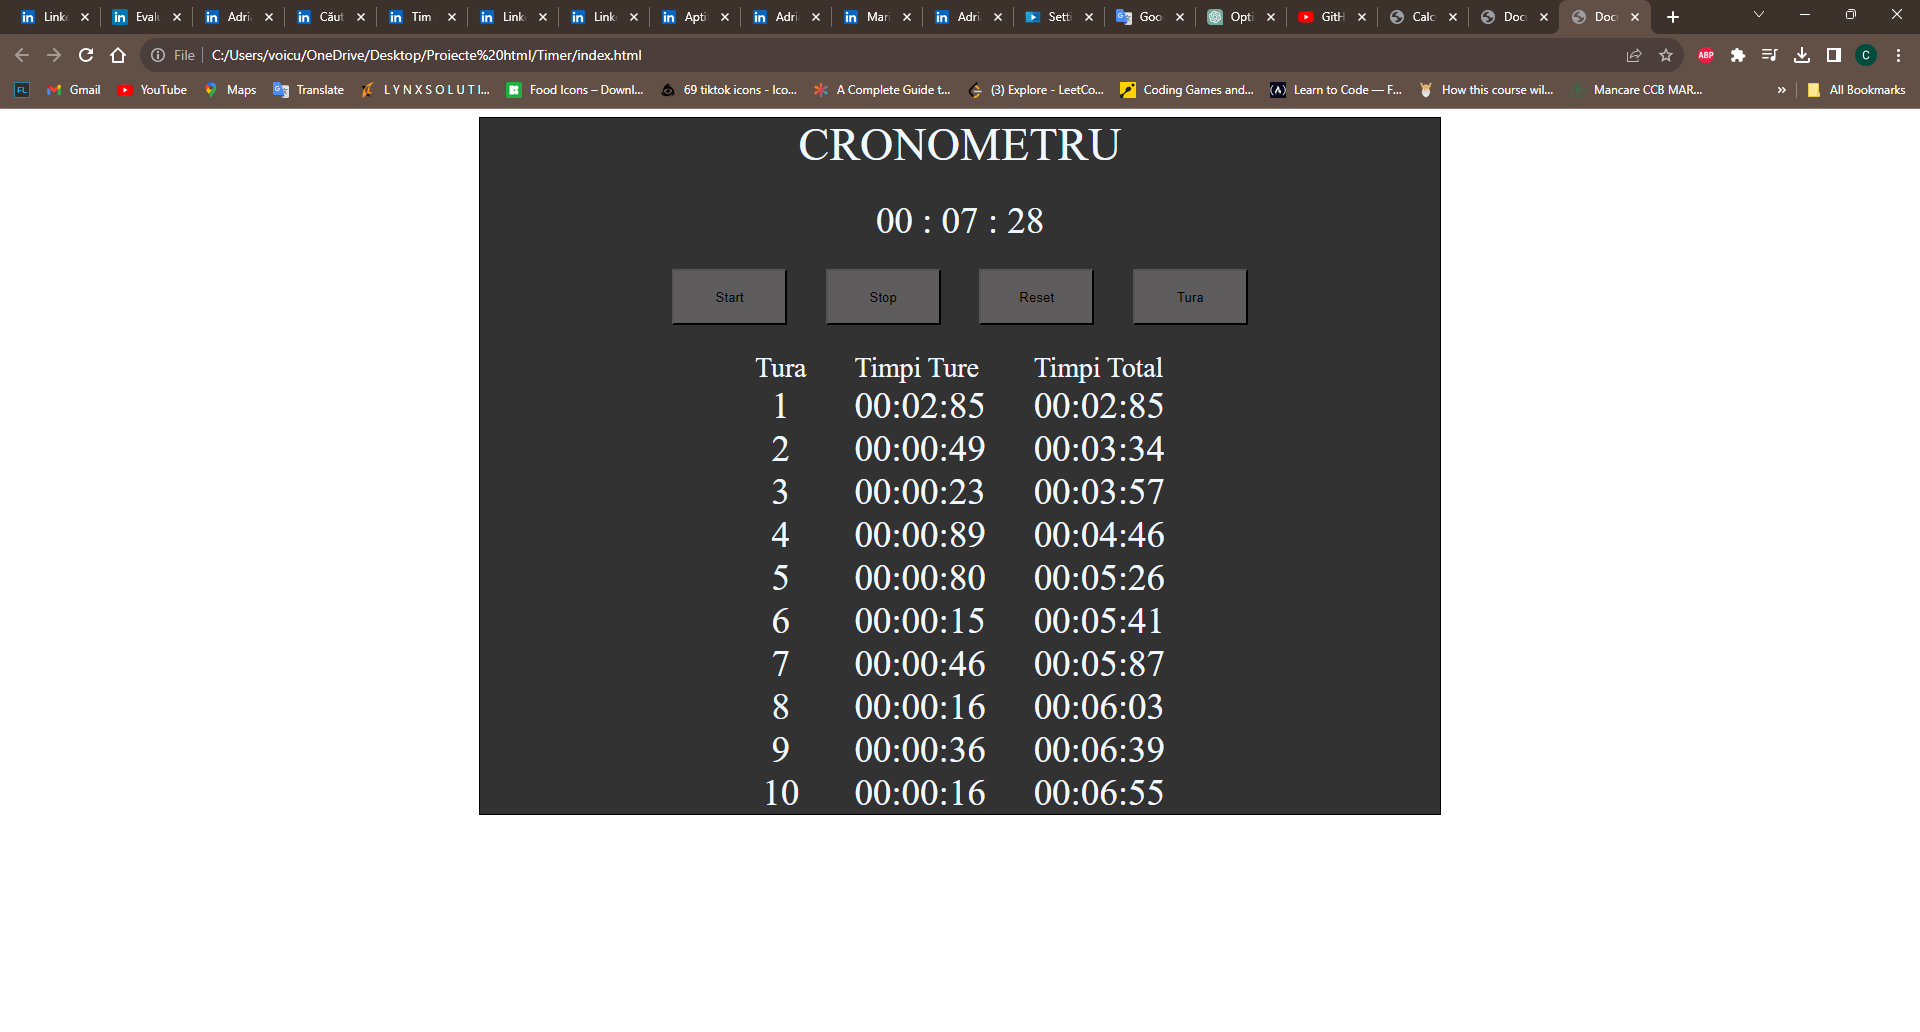 Link Evalu Adri Căut Tim Link Link Apti Adri Mari Adri Setti Goo Opti GitH Calc Doc Doc
File C:/Users/voicu/OneDrive/Desktop/Proiecte%20html/Timer/index.html ABP C
FL Gmail YouTube Maps Translate L Y N X S O L U T I... Food Icons – Downl... 69 tiktok icons - Ico... A Complete Guide t... (3) Explore - LeetCo... Coding Games and... Learn to Code — F... How this course wil... Mancare CCB MAR... » All Bookmarks
CRONOMETRU
00 : 07 : 28
Start Stop Reset Tura
Tura Timpi Ture Timpi Total
1 00:02:85 00:02:85
2 00:00:49 00:03:34
3 00:00:23 00:03:57
4 00:00:89 00:04:46
5 00:00:80 00:05:26
6 00:00:15 00:05:41
7 00:00:46 00:05:87
8 00:00:16 00:06:03
9 00:00:36 00:06:39
10 00:00:16 00:06:55